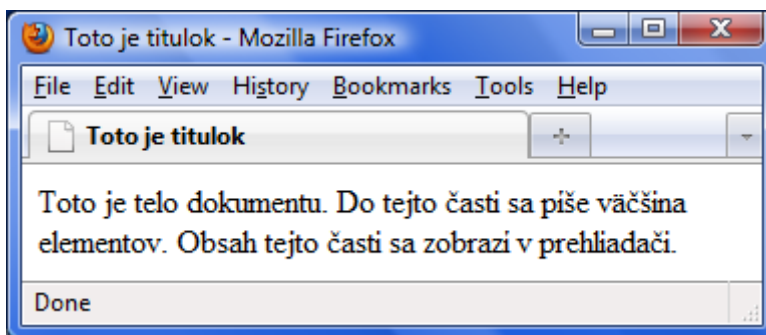 Toto je titulok - Mozilla Firefox
File Edit View History Bookmarks Tools Help
Toto je titulok
Toto je telo dokumentu. Do tejto časti sa píše väčšina
elementov. Obsah tejto časti sa zobrazí v prehliadači.
Done